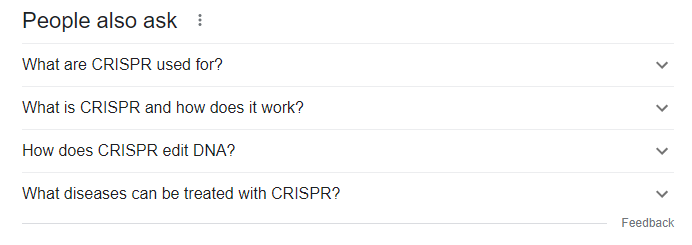 People also ask
What are CRISPR used for?
What is CRISPR and how does it work?
How does CRISPR edit DNA?
What diseases can be treated with CRISPR?
Feedback